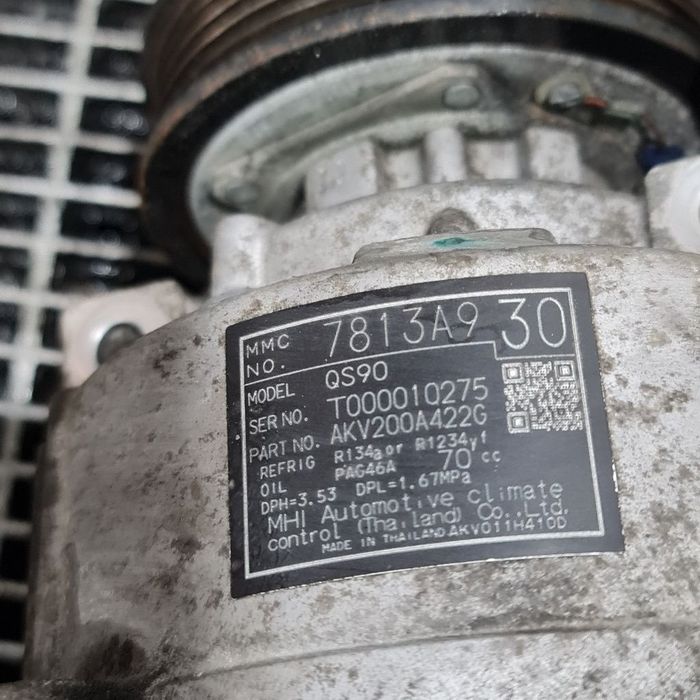 MMC NO. 7813A9 30
MODEL QS90
SER NO. T000010275
PART NO. AKV200A422G
REFRIG R134a or R1234yf
OIL PAG46A 70 cc
DPH=3.53 DPL=1.67MPa
MHI Automotive Climate
control (Thailand) Co.,Ltd.
MADE IN THAILAND AKV011H410D